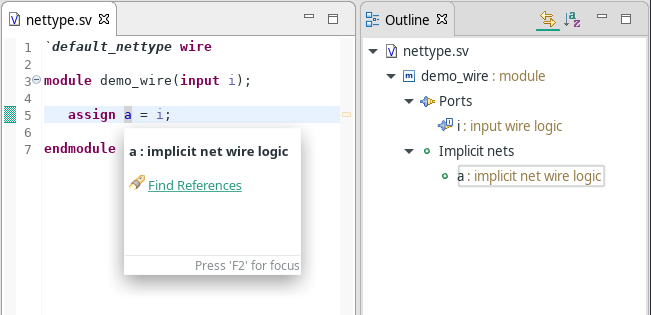 nettype.sv
1 `default_nettype wire
2
3 module demo_wire(input i);
4
5 assign a = i;
6
7 endmodule
a : implicit net wire logic
Find References
Press 'F2' for focus
Outline
nettype.sv
demo_wire : module
Ports
i : input wire logic
Implicit nets
a : implicit net wire logic